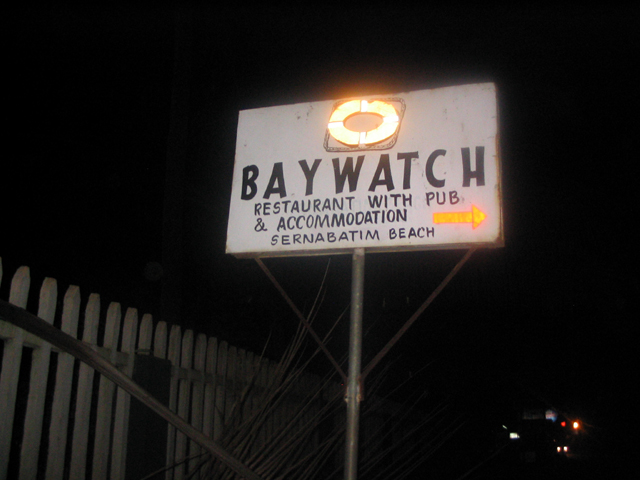 BAYWATCH
RESTAURANT WITH PUB
& ACCOMMODATION
SERNABATIM BEACH